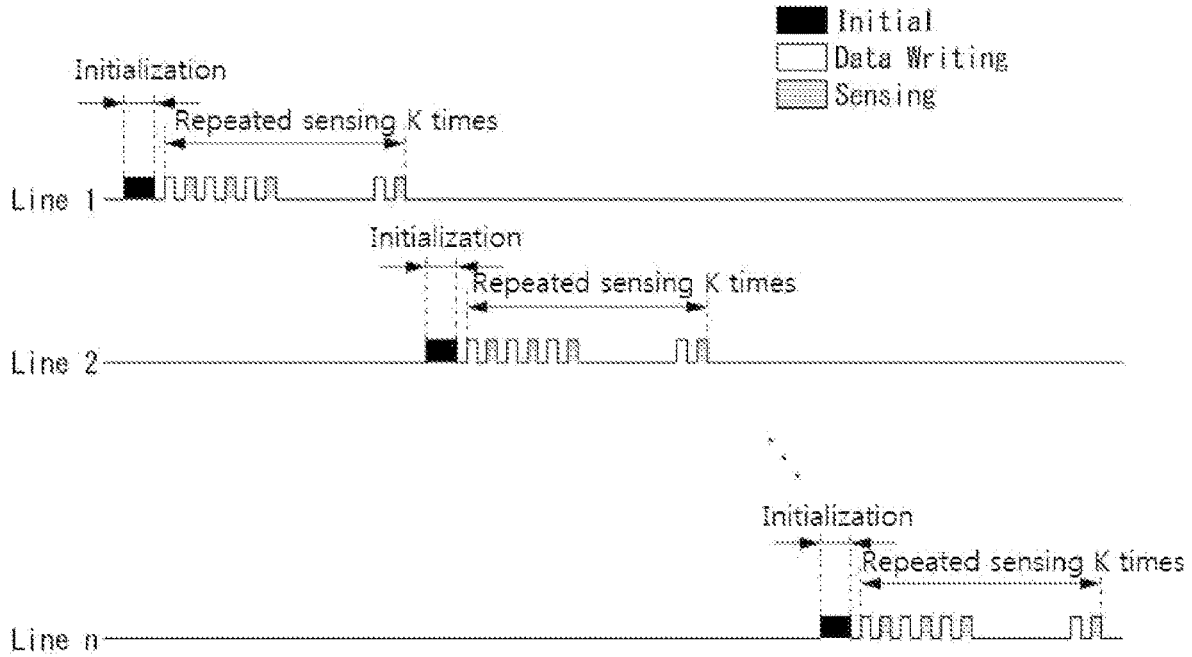 Initial
Data Writing
Sensing
Initialization
Repeated sensing K times
Line 1
Initialization
Repeated sensing K times
Line 2
Initialization
Repeated sensing K times
Line n